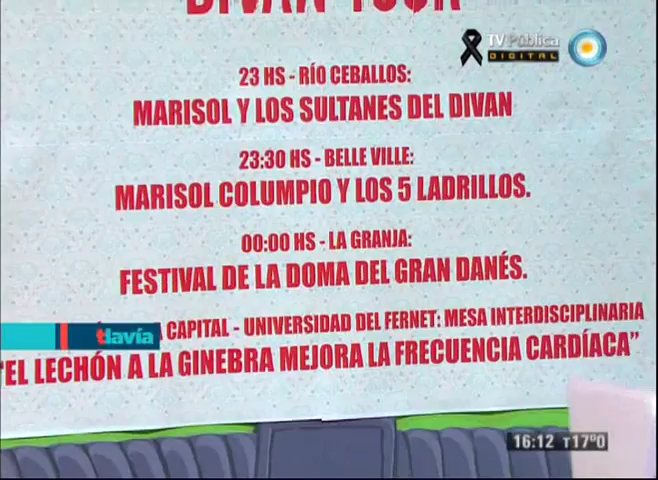 DIVAN TOUR
TV Pública
DIGITAL
23 HS - RÍO CEBALLOS:
MARISOL Y LOS SULTANES DEL DIVAN
23:30 HS - BELLE VILLE:
MARISOL COLUMPIO Y LOS 5 LADRILLOS.
00:00 HS - LA GRANJA:
FESTIVAL DE LA DOMA DEL GRAN DANÉS.
CAPITAL - UNIVERSIDAD DEL FERNET: MESA INTERDISCIPLINARIA
tlavía
"EL LECHÓN A LA GINEBRA MEJORA LA FRECUENCIA CARDÍACA"
16:12 T17º0